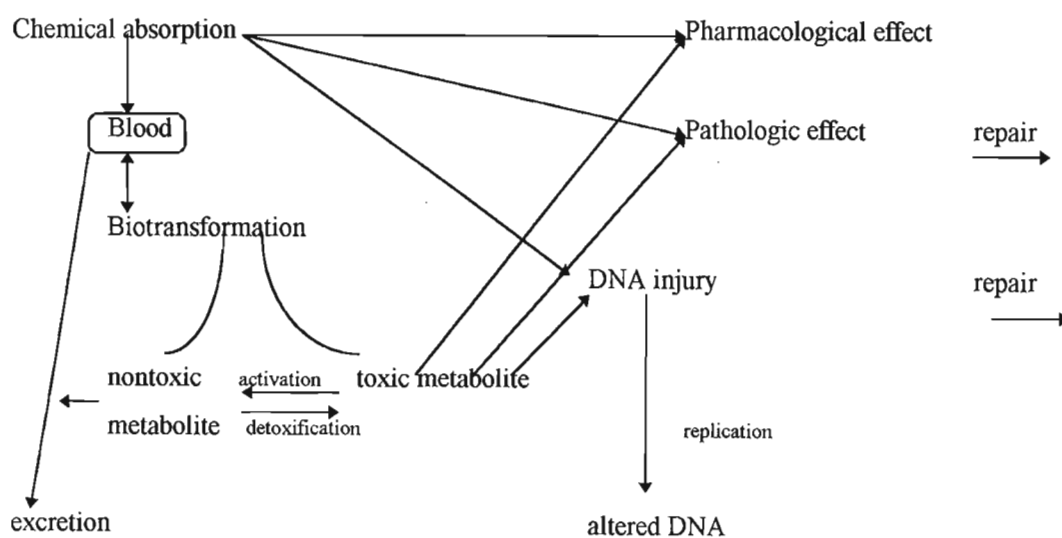 Chemical absorption
Pharmacological effect
Blood
Pathologic effect
repair
Biotransformation
DNA injury
repair
nontoxic
activation
toxic metabolite
metabolite
detoxification
replication
excretion
altered DNA